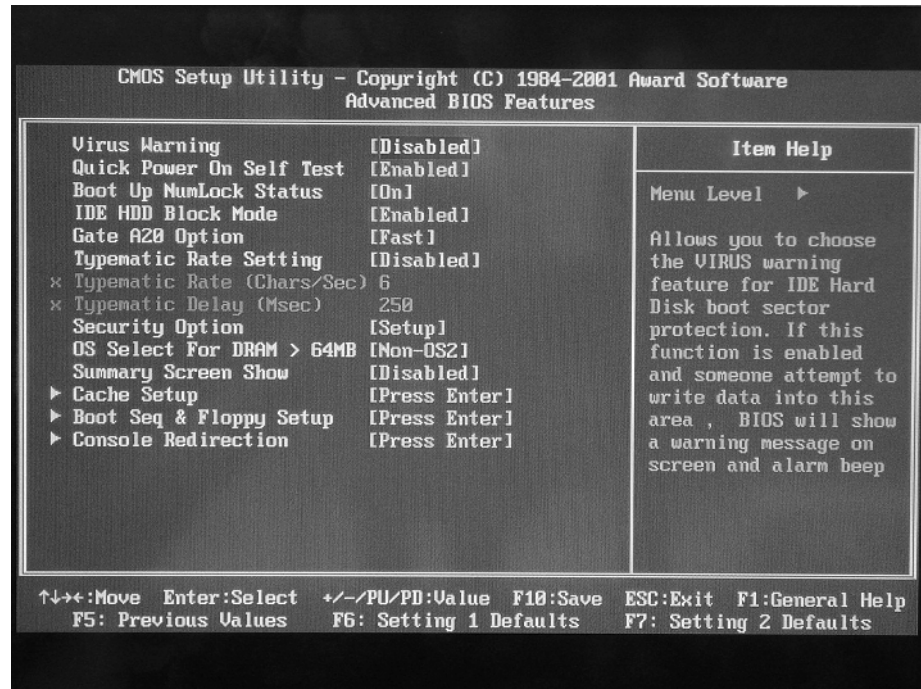 CMOS Setup Utility – Copyright (C) 1984–2001 Award Software
Advanced BIOS Features
Virus Warning [Disabled]
Quick Power On Self Test [Enabled]
Boot Up NumLock Status [On]
IDE HDD Block Mode [Enabled]
Gate A20 Option [Fast]
Typematic Rate Setting [Disabled]
x Typematic Rate (Chars/Sec) 6
x Typematic Delay (Msec) 250
Security Option [Setup]
OS Select For DRAM > 64MB [Non-OS2]
Summary Screen Show [Disabled]
▶ Cache Setup [Press Enter]
▶ Boot Seq & Floppy Setup [Press Enter]
▶ Console Redirection [Press Enter]
Item Help
Menu Level ▶
Allows you to choose
the VIRUS warning
feature for IDE Hard
Disk boot sector
protection. If this
function is enabled
and someone attempt to
write data into this
area , BIOS will show
a warning message on
screen and alarm beep
↑↓→←:Move Enter:Select +/-/PU/PD:Value F10:Save ESC:Exit F1:General Help
F5: Previous Values F6: Setting 1 Defaults F7: Setting 2 Defaults